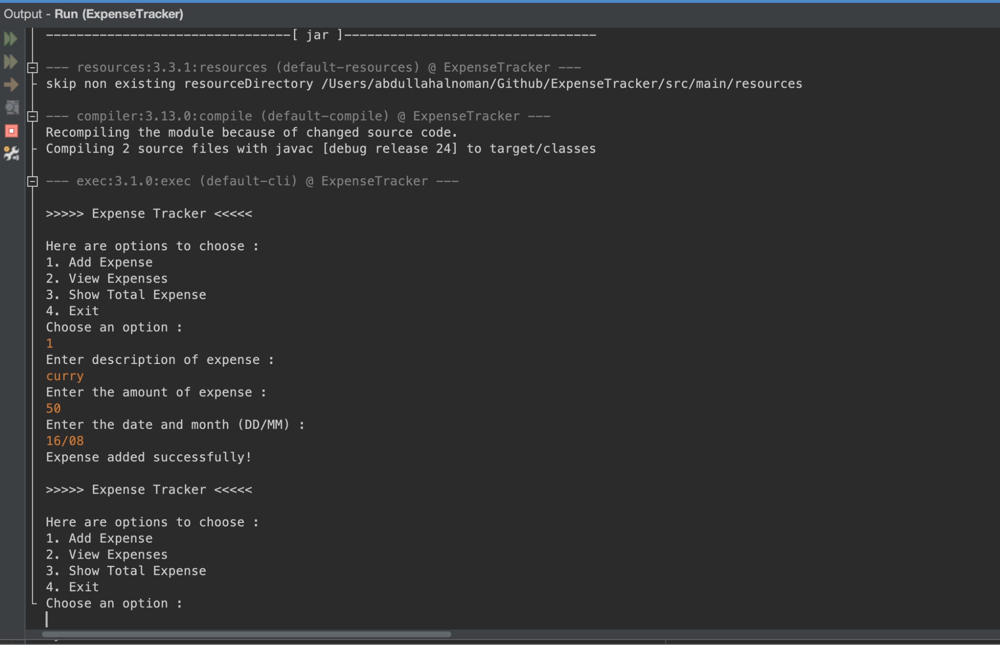 Output - Run (ExpenseTracker)
--------------------------------[ jar ]---------------------------------
--- resources:3.3.1:resources (default-resources) @ ExpenseTracker ---
skip non existing resourceDirectory /Users/abdullahalnoman/Github/ExpenseTracker/src/main/resources
--- compiler:3.13.0:compile (default-compile) @ ExpenseTracker ---
Recompiling the module because of changed source code.
Compiling 2 source files with javac [debug release 24] to target/classes
--- exec:3.1.0:exec (default-cli) @ ExpenseTracker ---
>>>>> Expense Tracker <<<<<
Here are options to choose :
1. Add Expense
2. View Expenses
3. Show Total Expense
4. Exit
Choose an option :
1
Enter description of expense :
curry
Enter the amount of expense :
50
Enter the date and month (DD/MM) :
16/08
Expense added successfully!
>>>>> Expense Tracker <<<<<
Here are options to choose :
1. Add Expense
2. View Expenses
3. Show Total Expense
4. Exit
Choose an option :